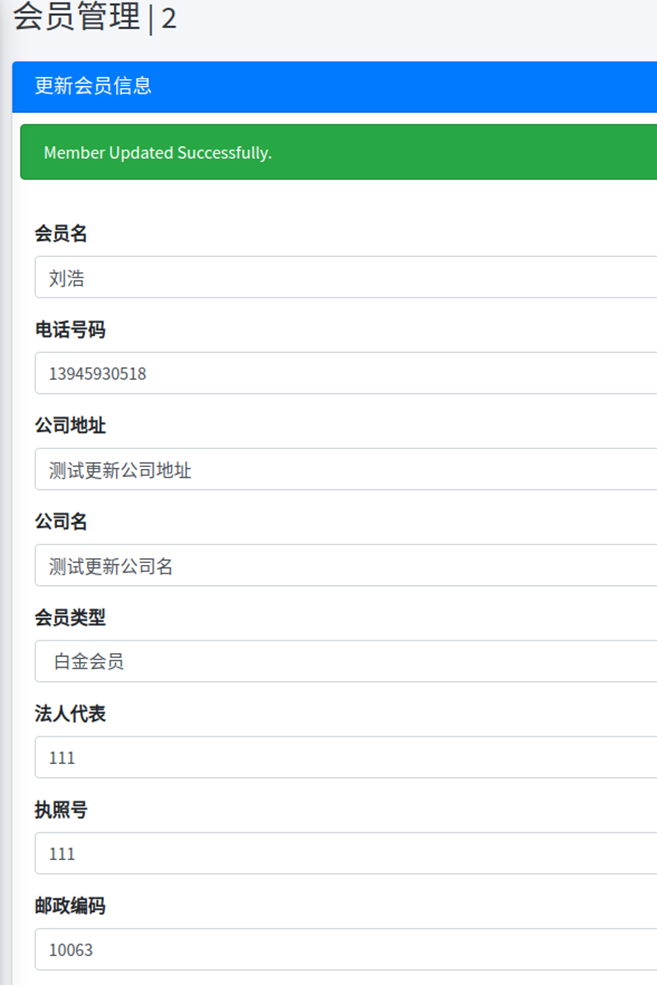 会员管理 | 2
更新会员信息
Member Updated Successfully.
会员名
刘浩
电话号码
13945930518
公司地址
测试更新公司地址
公司名
测试更新公司名
会员类型
白金会员
法人代表
111
执照号
111
邮政编码
10063